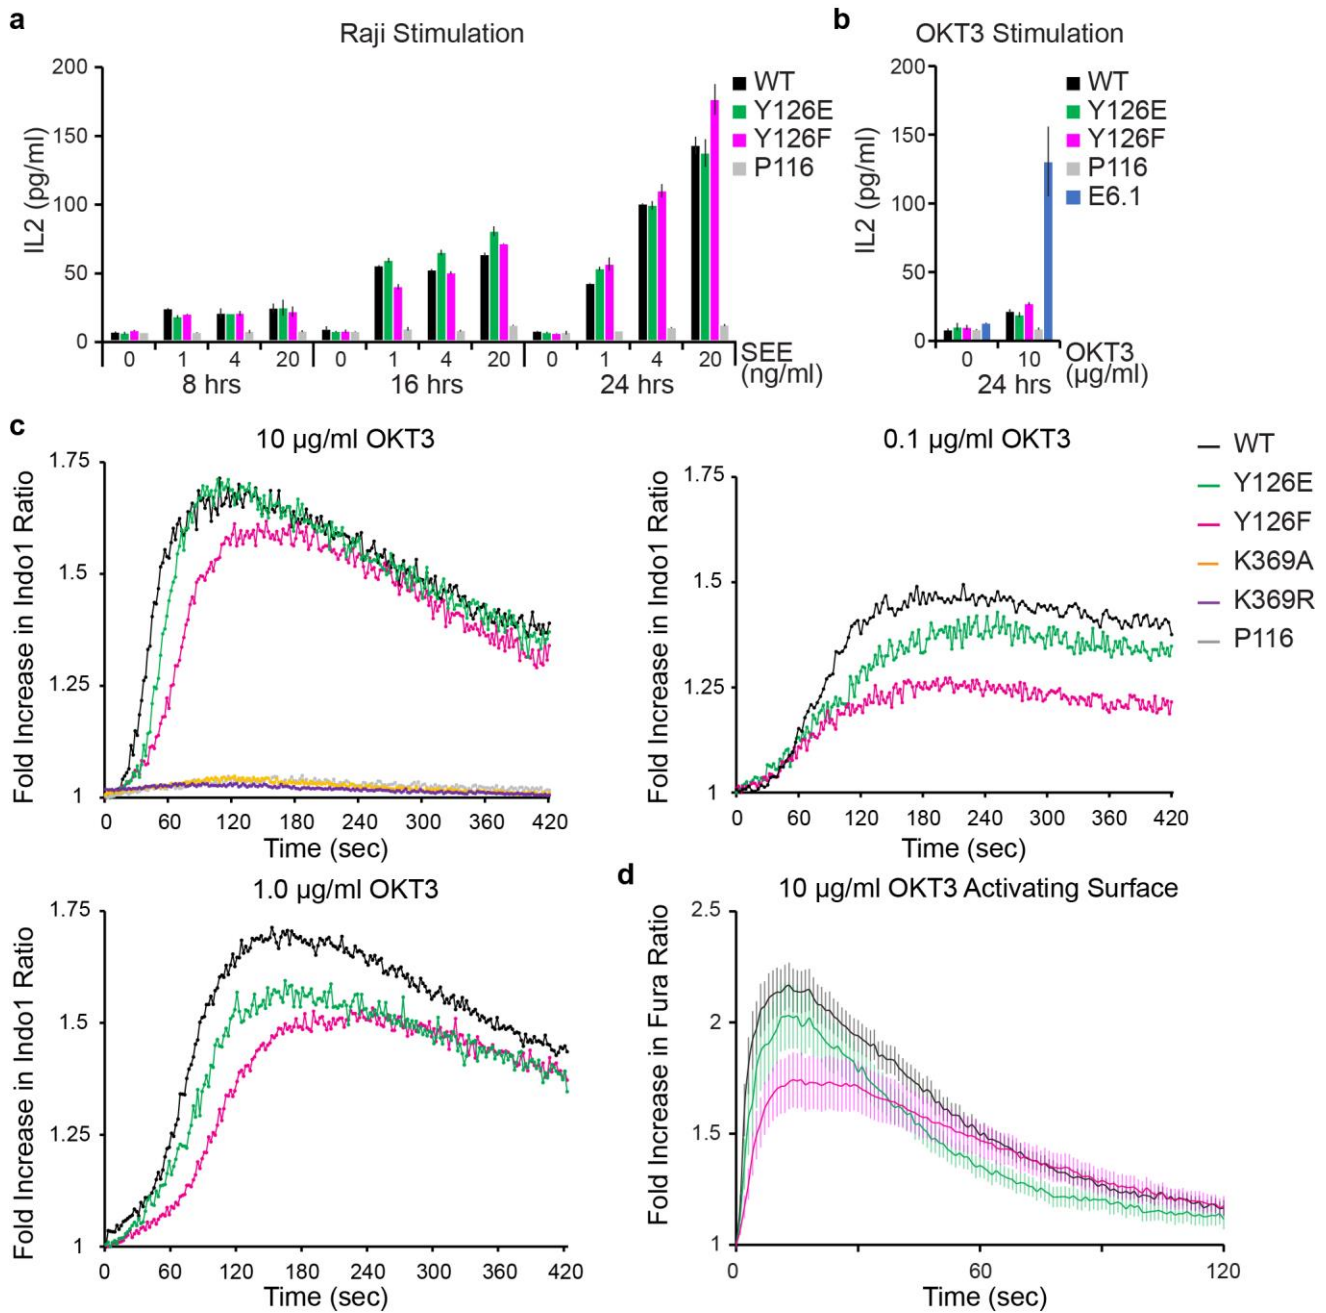 a
Raji Stimulation
IL2 (pg/ml)
200
150
100
50
0
WT
Y126E
Y126F
P116
0 1 4 20 0 1 4 20 0 1 4 20
SEE (ng/ml)
8 hrs 16 hrs 24 hrs
b
OKT3 Stimulation
IL2 (pg/ml)
200
150
100
50
0
WT
Y126E
Y126F
P116
E6.1
0 10
OKT3 (µg/ml)
24 hrs
c
10 µg/ml OKT3
Fold Increase in Indo1 Ratio
1.75
1.5
1.25
1
0 60 120 180 240 300 360 420
Time (sec)
0.1 µg/ml OKT3
Fold Increase in Indo1 Ratio
1.75
1.5
1.25
1
0 60 120 180 240 300 360 420
Time (sec)
WT
Y126E
Y126F
K369A
K369R
P116
1.0 µg/ml OKT3
Fold Increase in Indo1 Ratio
1.75
1.5
1.25
1
0 60 120 180 240 300 360 420
Time (sec)
d
10 µg/ml OKT3 Activating Surface
Fold Increase in Fura Ratio
2.5
2
1.5
1
0 60 120
Time (sec)